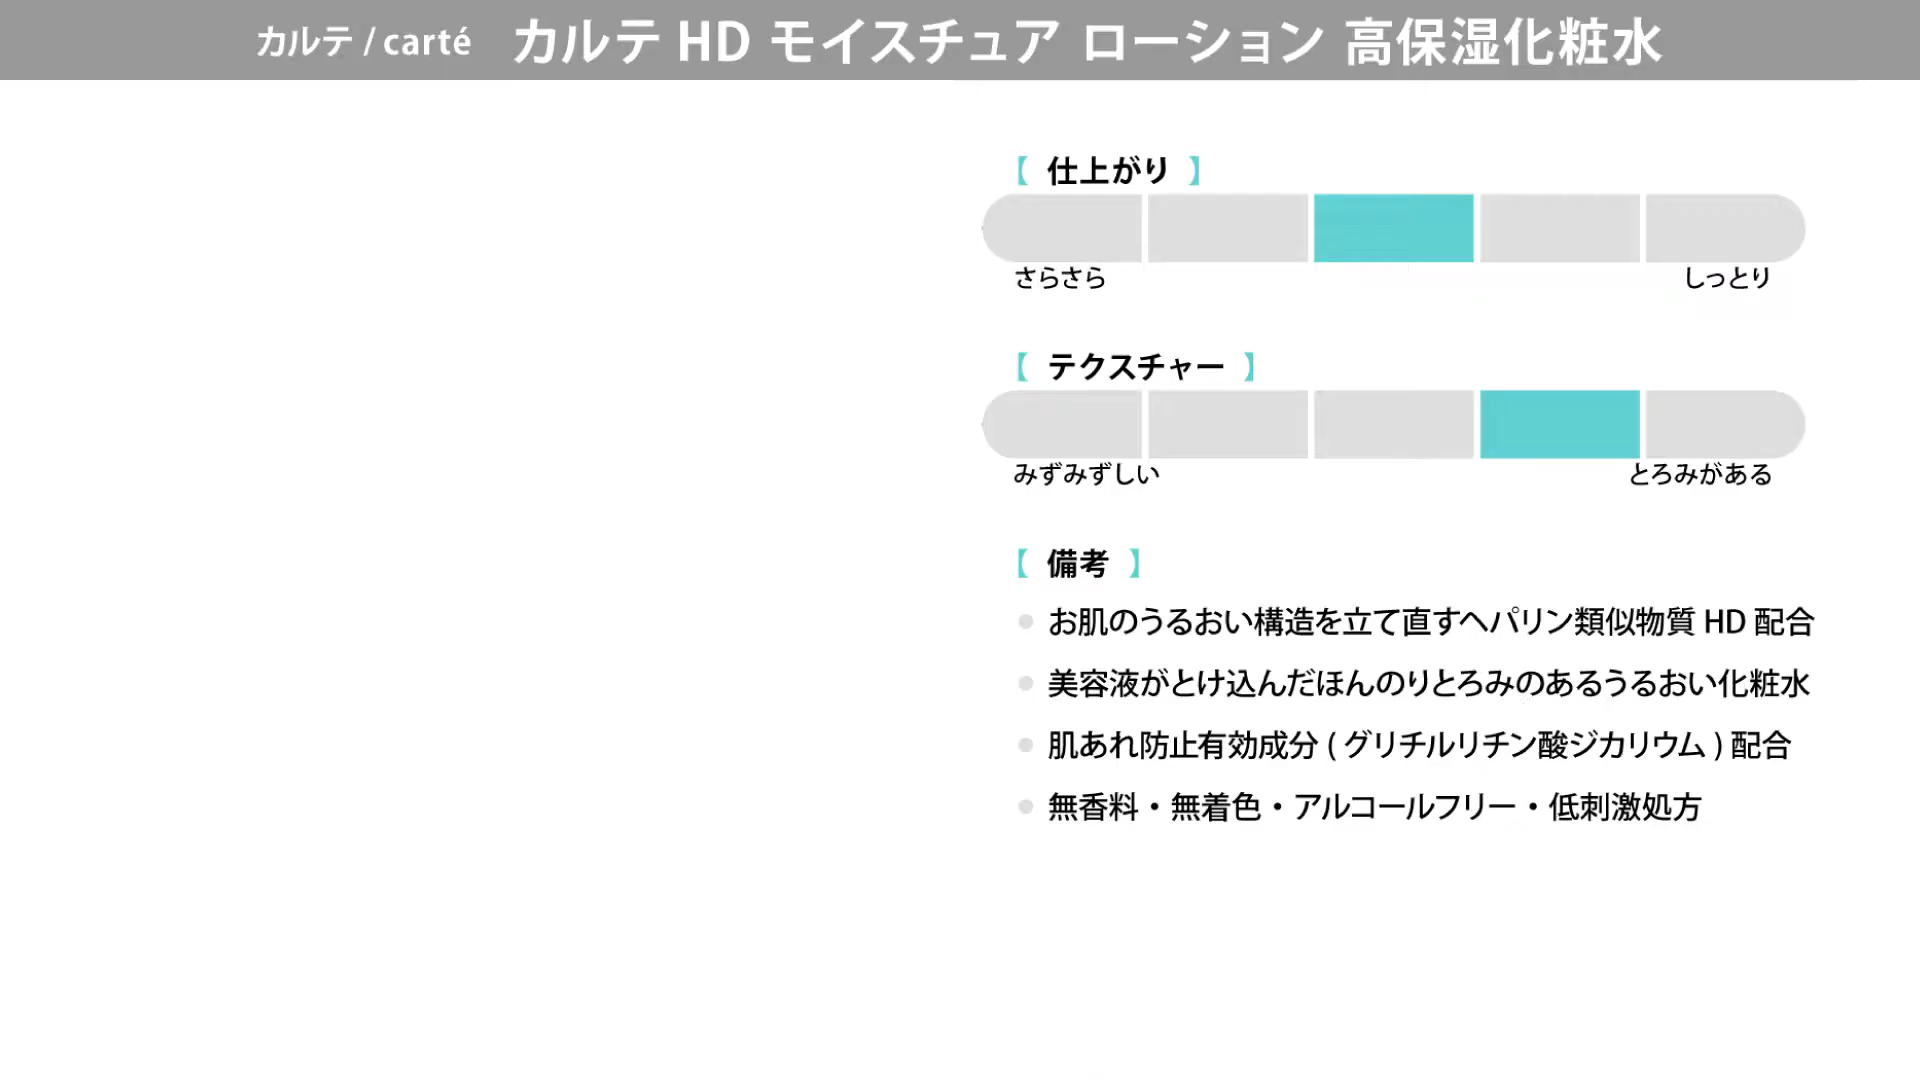 カルテ / carté カルテ HD モイスチュア ローション 高保湿化粧水
【 仕上がり 】
さらさら しっとり
【 テクスチャー 】
みずみずしい とろみがある
【 備考 】
お肌のうるおい構造を立て直すヘパリン類似物質 HD 配合
美容液がとけ込んだほんのりとろみのあるうるおい化粧水
肌あれ防止有効成分 ( グリチルリチン酸ジカリウム ) 配合
無香料・無着色・アルコールフリー・低刺激処方